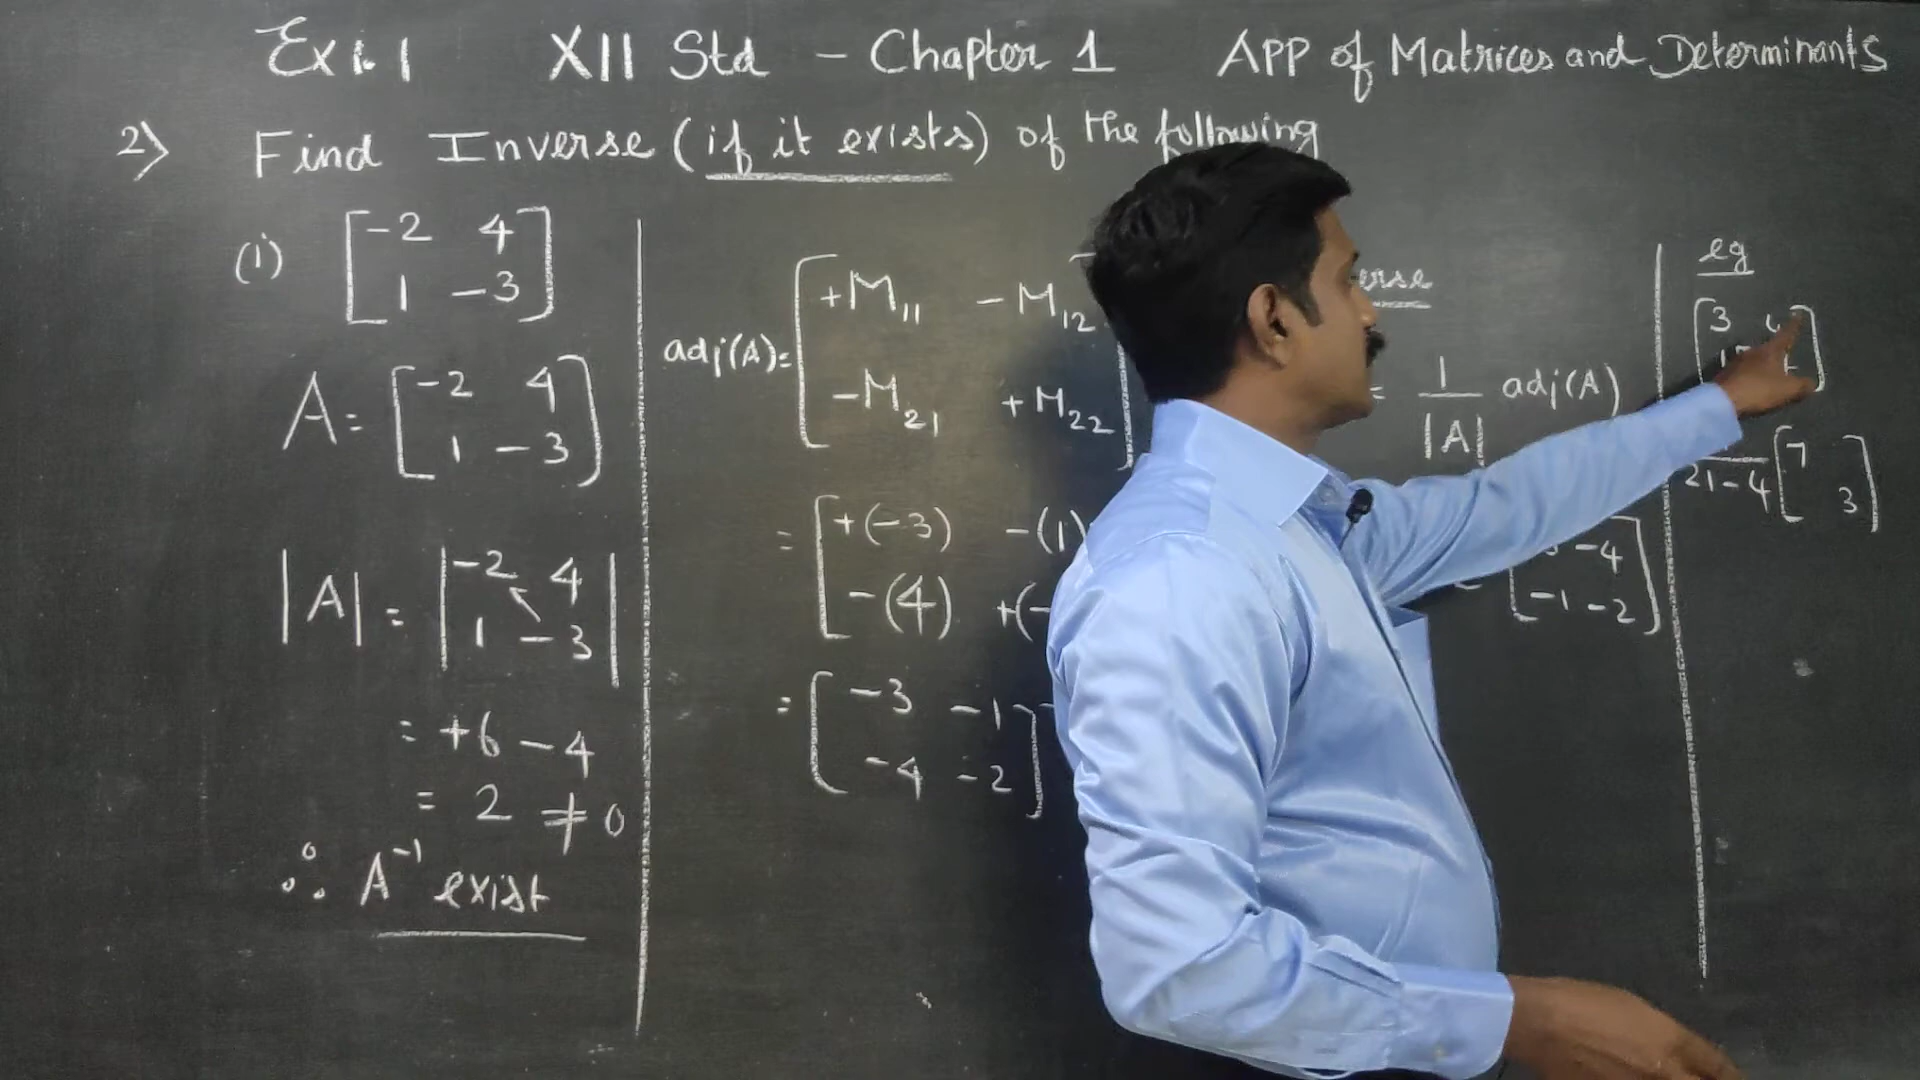 Ex 1.1 XII Std - Chapter 1 APP of Matrices and Determinants
2) Find Inverse (if it exists) of the following
(i) [-2 4
1 -3]
A = [-2 4
1 -3]
|A| = |-2 4
1 -3|
= +6 - 4
= 2 ≠ 0
∴ A⁻¹ exist
adj(A) = [+M₁₁ -M₁₂
-M₂₁ +M₂₂]
= [+(-3) -(1)
-(4) +(-
= [-3 -1
-4 -2]
= 1/|A| adj(A)
-4
-1 -2]
eg
[3
21-4 [7
3]